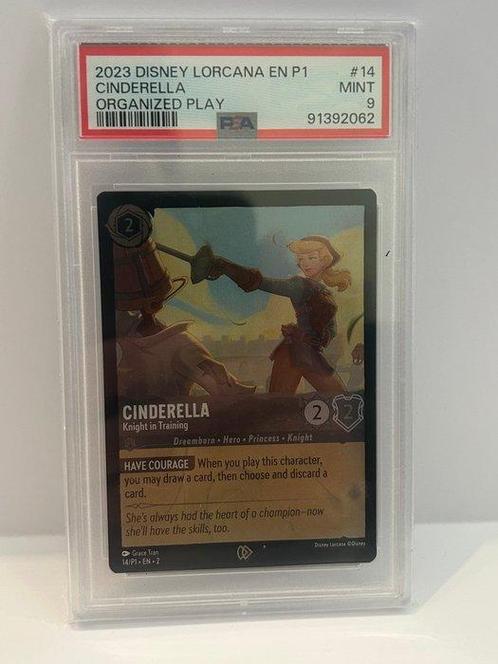 2023 DISNEY LORCANA EN P1 #14
CINDERELLA MINT
ORGANIZED PLAY 9
PSA 91392062
2
CINDERELLA
Knight in Training
2 2
Dreamborn • Hero • Princess • Knight
HAVE COURAGE When you play this character,
you may draw a card, then choose and discard a
card.
She's always had the heart of a champion—now
she'll have the skills, too.
Grace Tran
14/P1 • EN • 2
Disney Lorcana ©Disney